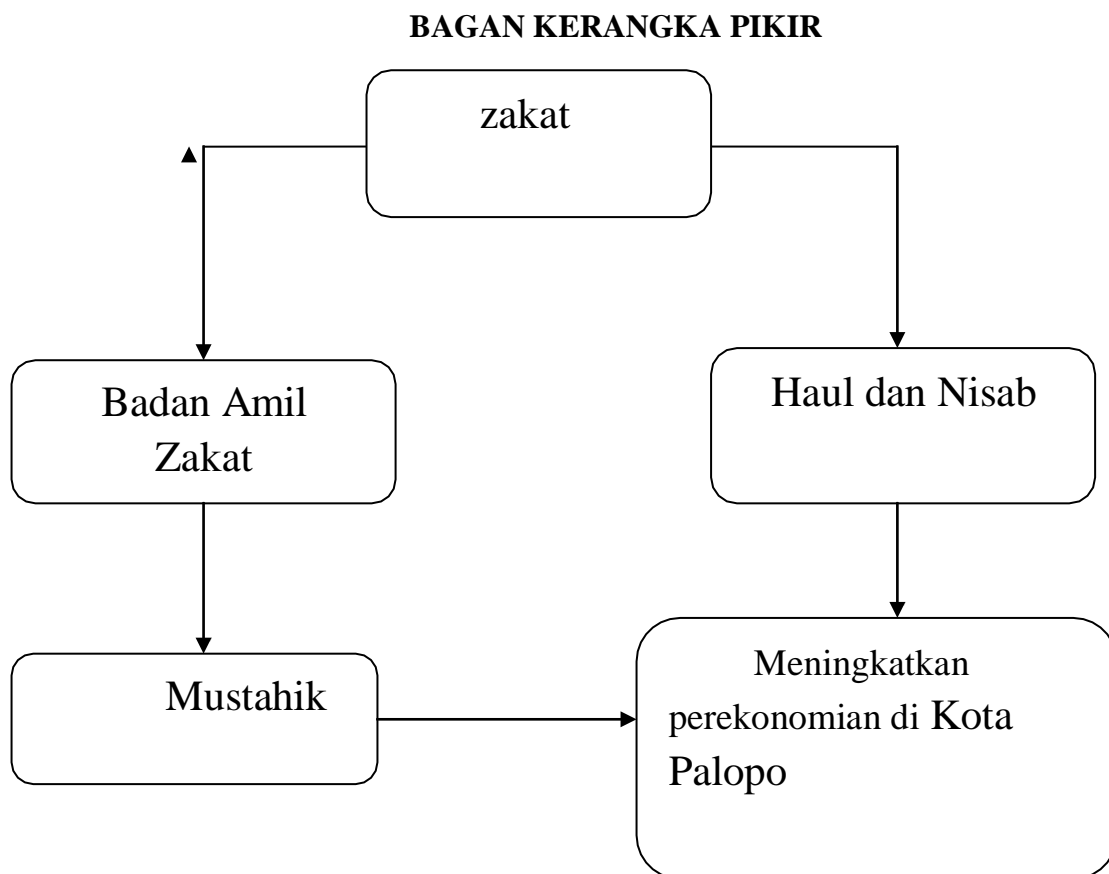 BAGAN KERANGKA PIKIR
zakat
Badan Amil
Zakat
Haul dan Nisab
Mustahik
Meningkatkan
perekonomian di Kota
Palopo